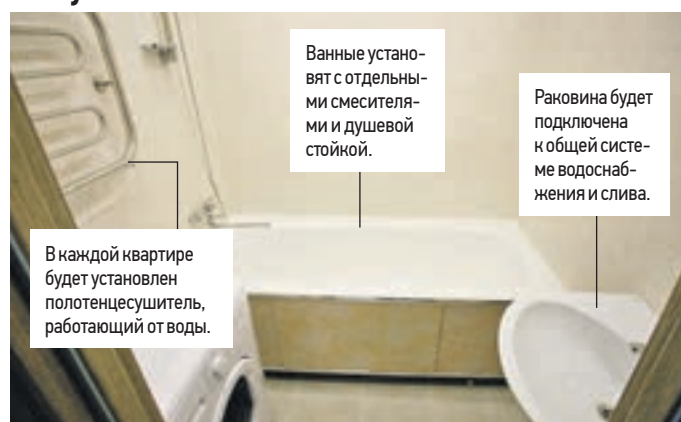 Ванные устано-
вят с отдельны-
ми смесителя-
ми и душевой
стойкой.
Раковина будет
подключена
к общей систе-
ме водоснаб-
жения и слива.
В каждой квартире
будет установлен
полотенцесушитель,
работающий от воды.